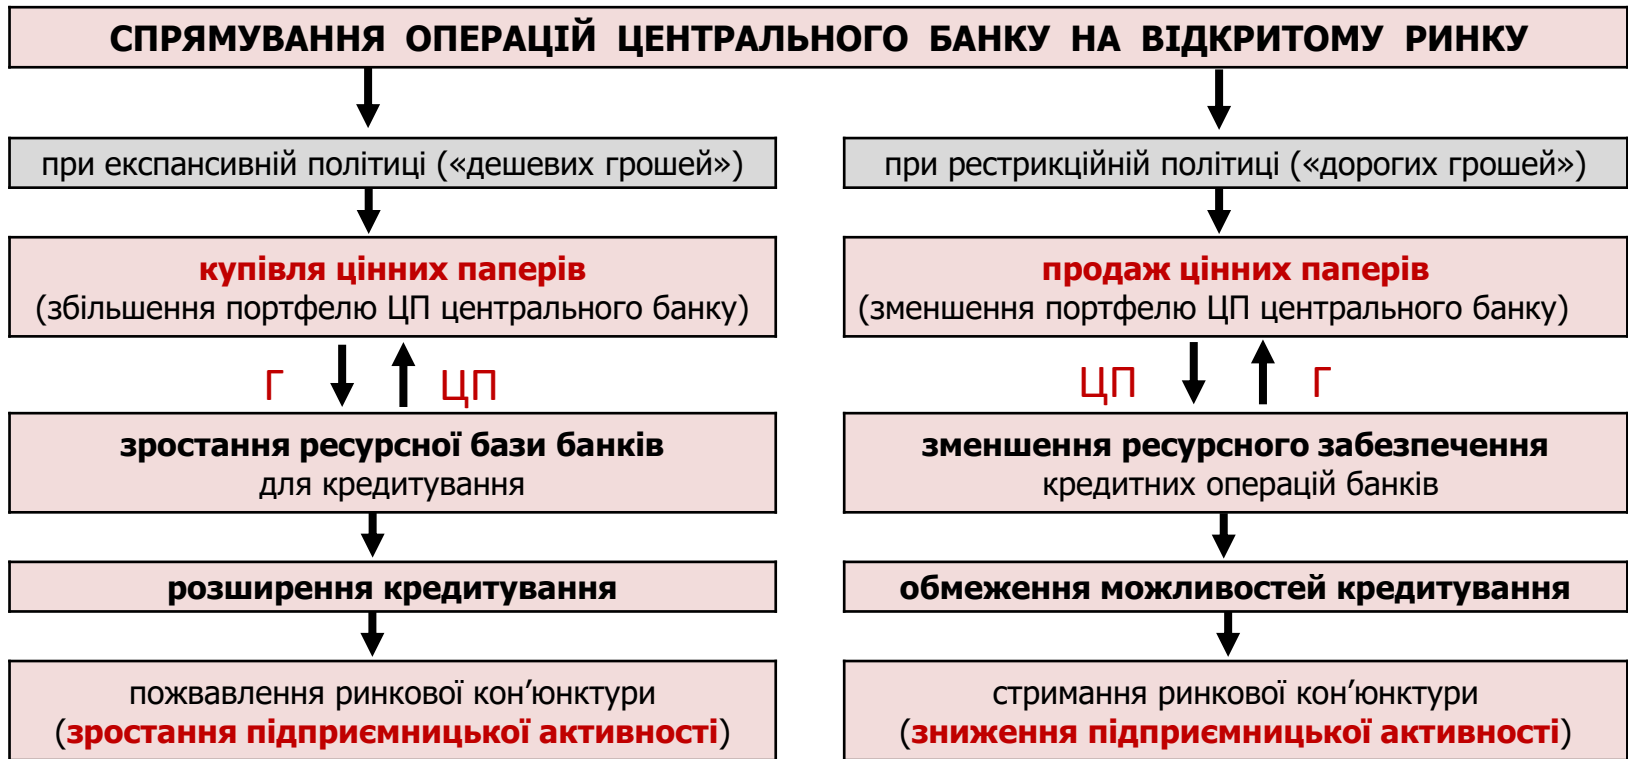 СПРЯМУВАННЯ ОПЕРАЦІЙ ЦЕНТРАЛЬНОГО БАНКУ НА ВІДКРИТОМУ РИНКУ
при експансивній політиці («дешевих грошей»)
купівля цінних паперів
(збільшення портфелю ЦП центрального банку)
Г ЦП
зростання ресурсної бази банків
для кредитування
розширення кредитування
пожвавлення ринкової кон’юнктури
(зростання підприємницької активності)
при рестрикційній політиці («дорогих грошей»)
продаж цінних паперів
(зменшення портфелю ЦП центрального банку)
ЦП Г
зменшення ресурсного забезпечення
кредитних операцій банків
обмеження можливостей кредитування
стримання ринкової кон’юнктури
(зниження підприємницької активності)